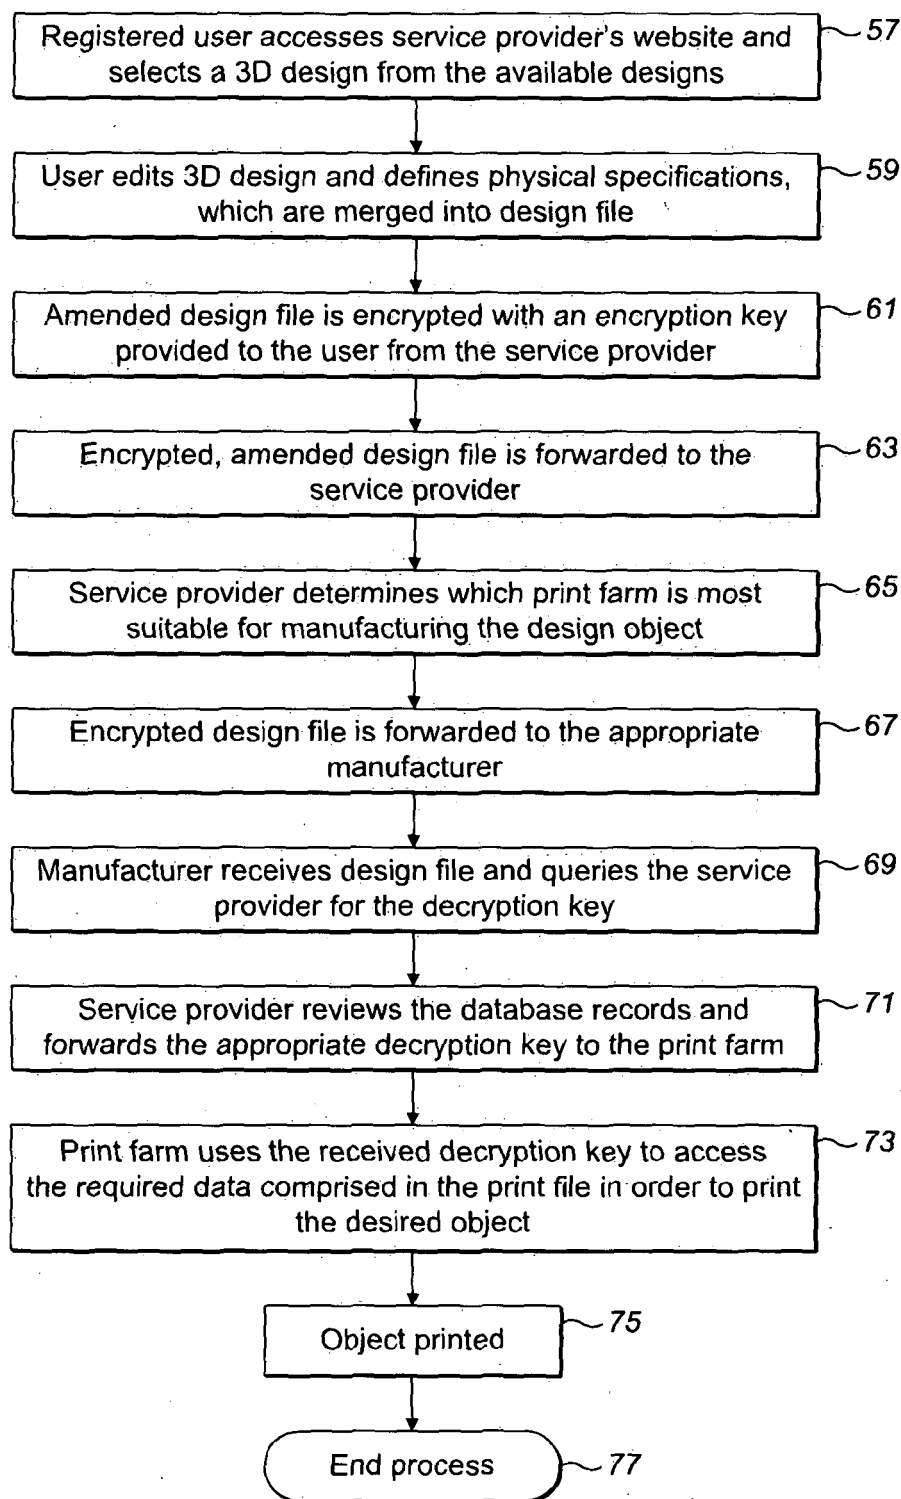 Registered user accesses service provider's website and
selects a 3D design from the available designs
57
User edits 3D design and defines physical specifications,
which are merged into design file
59
Amended design file is encrypted with an encryption key
provided to the user from the service provider
61
Encrypted, amended design file is forwarded to the
service provider
63
Service provider determines which print farm is most
suitable for manufacturing the design object
65
Encrypted design file is forwarded to the appropriate
manufacturer
67
Manufacturer receives design file and queries the service
provider for the decryption key
69
Service provider reviews the database records and
forwards the appropriate decryption key to the print farm
71
Print farm uses the received decryption key to access
the required data comprised in the print file in order to print
the desired object
73
Object printed
75
End process
77